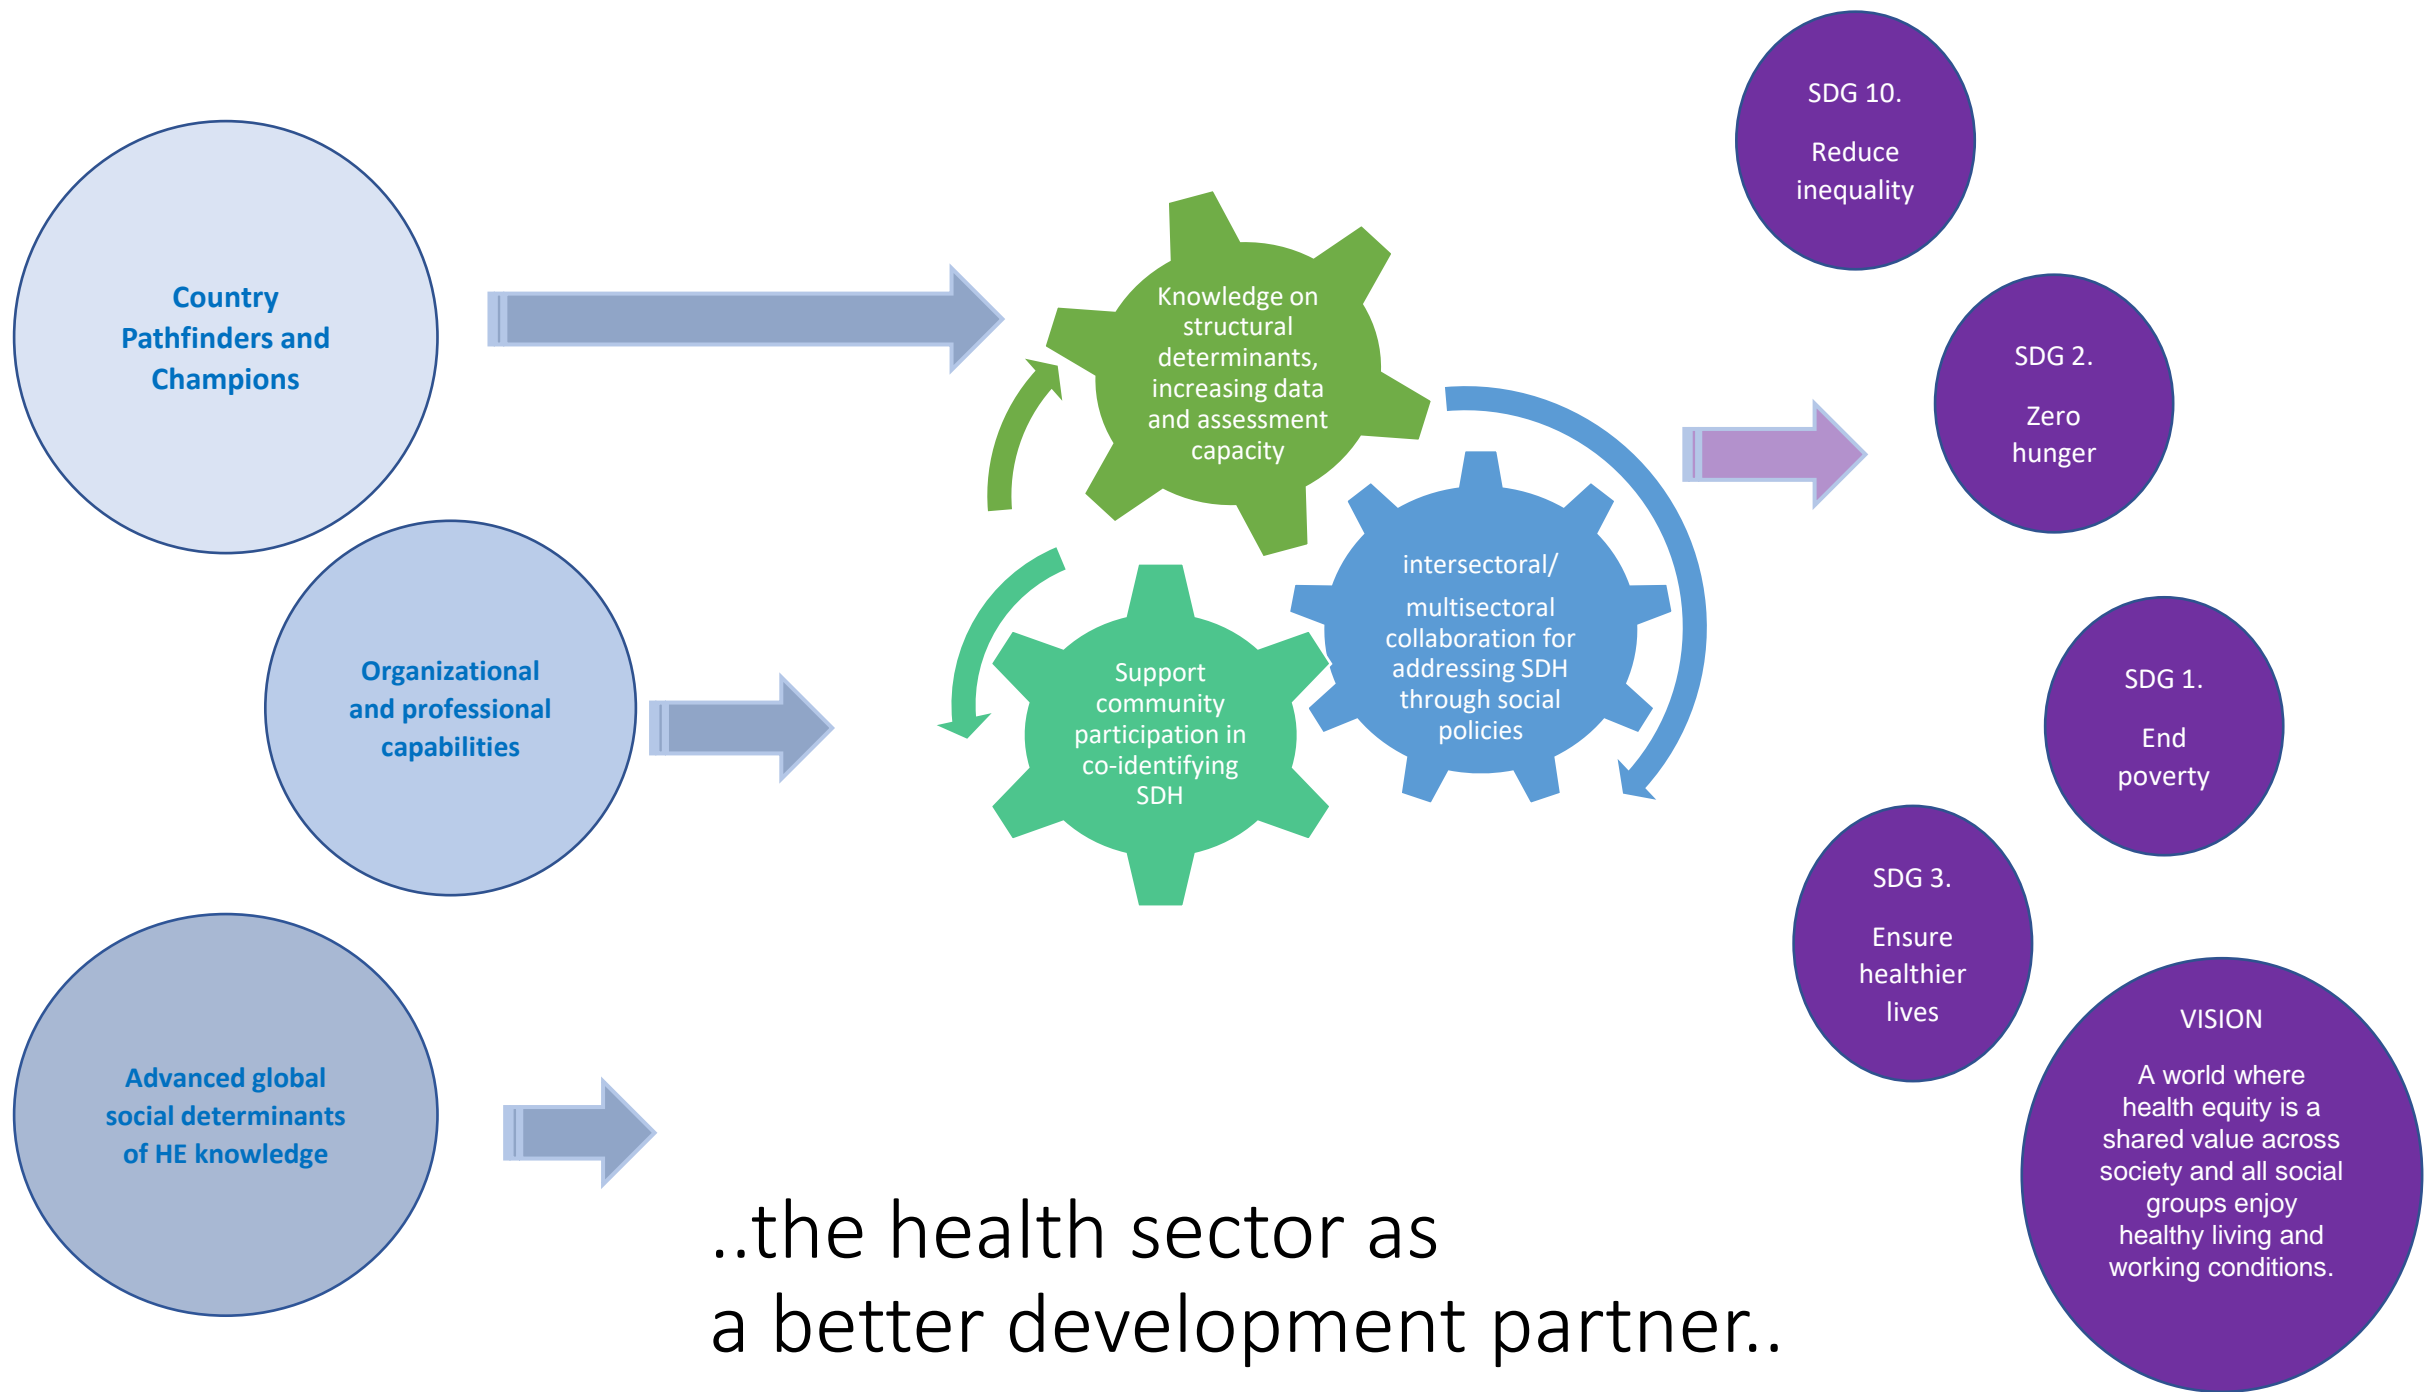 Country
Pathfinders and
Champions
Organizational
and professional
capabilities
Advanced global
social determinants
of HE knowledge
Knowledge on
structural
determinants,
increasing data
and assessment
capacity
intersectoral/
multisectoral
collaboration for
addressing SDH
through social
policies
Support
community
participation in
co-identifying
SDH
SDG 10.
Reduce
inequality
SDG 2.
Zero
hunger
SDG 1.
End
poverty
SDG 3.
Ensure
healthier
lives
VISION
A world where
health equity is a
shared value across
society and all social
groups enjoy
healthy living and
working conditions.
..the health sector as
a better development partner..